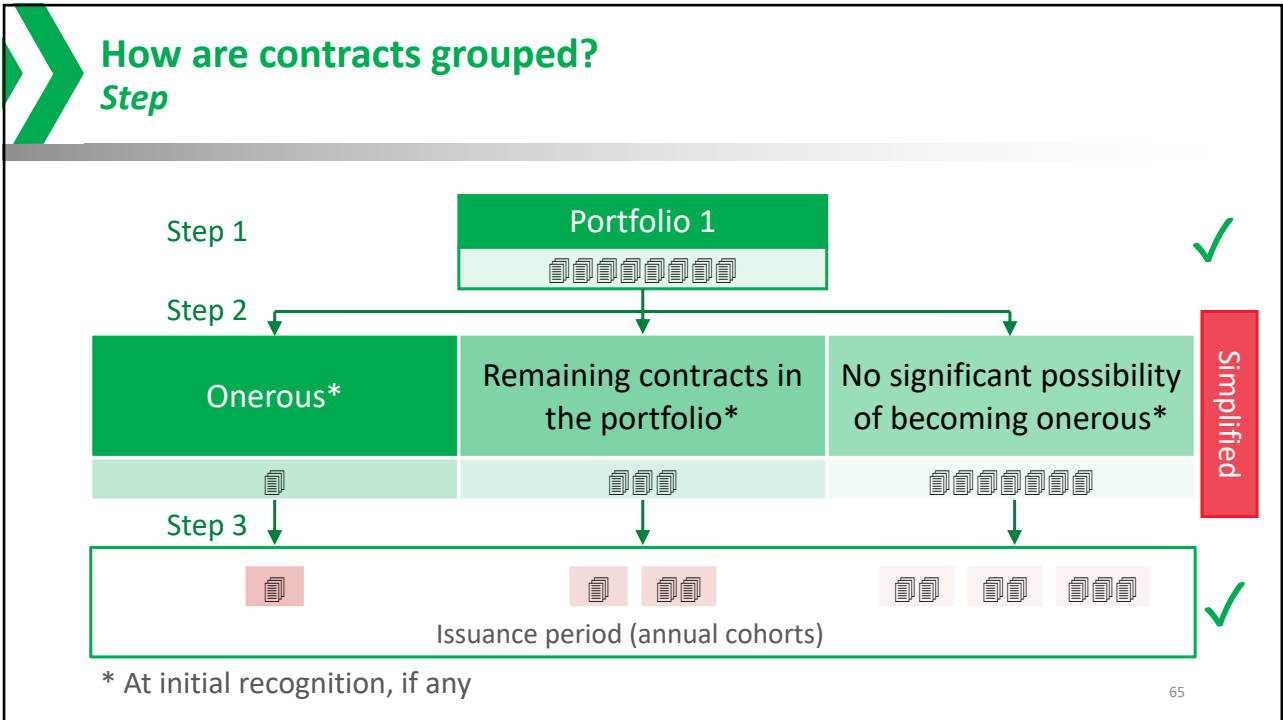 How are contracts grouped?
Step
Step 1
Portfolio 1
Step 2
Onerous*
Remaining contracts in
the portfolio*
No significant possibility
of becoming onerous*
Simplified
Step 3
Issuance period (annual cohorts)
* At initial recognition, if any
65